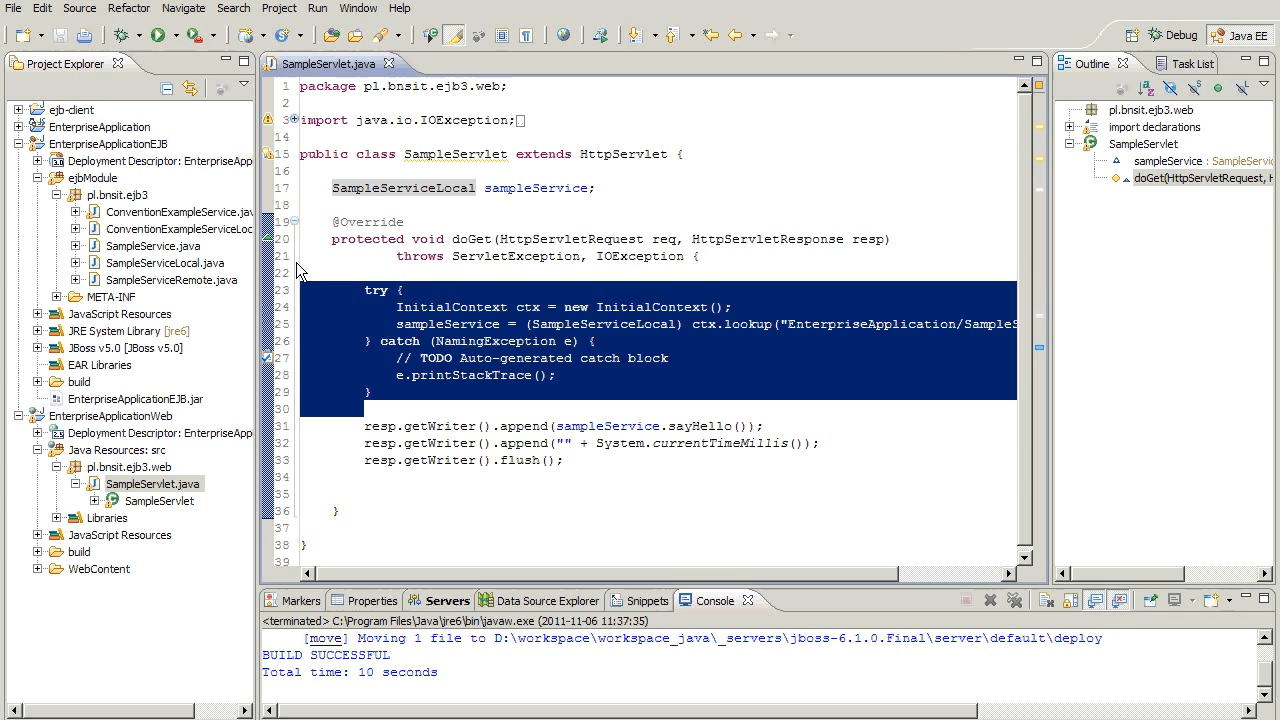 File Edit Source Refactor Navigate Search Project Run Window Help
Debug Java EE
Project Explorer
ejb-client
EnterpriseApplication
EnterpriseApplicationEJB
Deployment Descriptor: EnterpriseApp
ejbModule
pl.bnsit.ejb3
ConventionExampleService.jav
ConventionExampleServiceLoc
SampleService.java
SampleServiceLocal.java
SampleServiceRemote.java
META-INF
JavaScript Resources
JRE System Library [jre6]
JBoss v5.0 [JBoss v5.0]
EAR Libraries
build
EnterpriseApplicationEJB.jar
EnterpriseApplicationWeb
Deployment Descriptor: EnterpriseApp
Java Resources: src
pl.bnsit.ejb3.web
SampleServlet.java
SampleServlet
Libraries
JavaScript Resources
build
WebContent
SampleServlet.java
1 package pl.bnsit.ejb3.web;
2
3 import java.io.IOException;
14
15 public class SampleServlet extends HttpServlet {
16
17 SampleServiceLocal sampleService;
18
19 @Override
20 protected void doGet(HttpServletRequest req, HttpServletResponse resp)
21 throws ServletException, IOException {
22
23 try {
24 InitialContext ctx = new InitialContext();
25 sampleService = (SampleServiceLocal) ctx.lookup("EnterpriseApplication/SampleS
26 } catch (NamingException e) {
27 // TODO Auto-generated catch block
28 e.printStackTrace();
29 }
30
31 resp.getWriter().append(sampleService.sayHello());
32 resp.getWriter().append("" + System.currentTimeMillis());
33 resp.getWriter().flush();
34
35
36 }
37
38 }
39
Outline Task List
pl.bnsit.ejb3.web
import declarations
SampleServlet
sampleService : SampleServic
doGet(HttpServletRequest, H
Markers Properties Servers Data Source Explorer Snippets Console
<terminated> C:\Program Files\Java\jre6\bin\javaw.exe (2011-11-06 11:37:35)
[move] Moving 1 file to D:\workspace\workspace_java\_servers\jboss-6.1.0.Final\server\default\deploy
BUILD SUCCESSFUL
Total time: 10 seconds